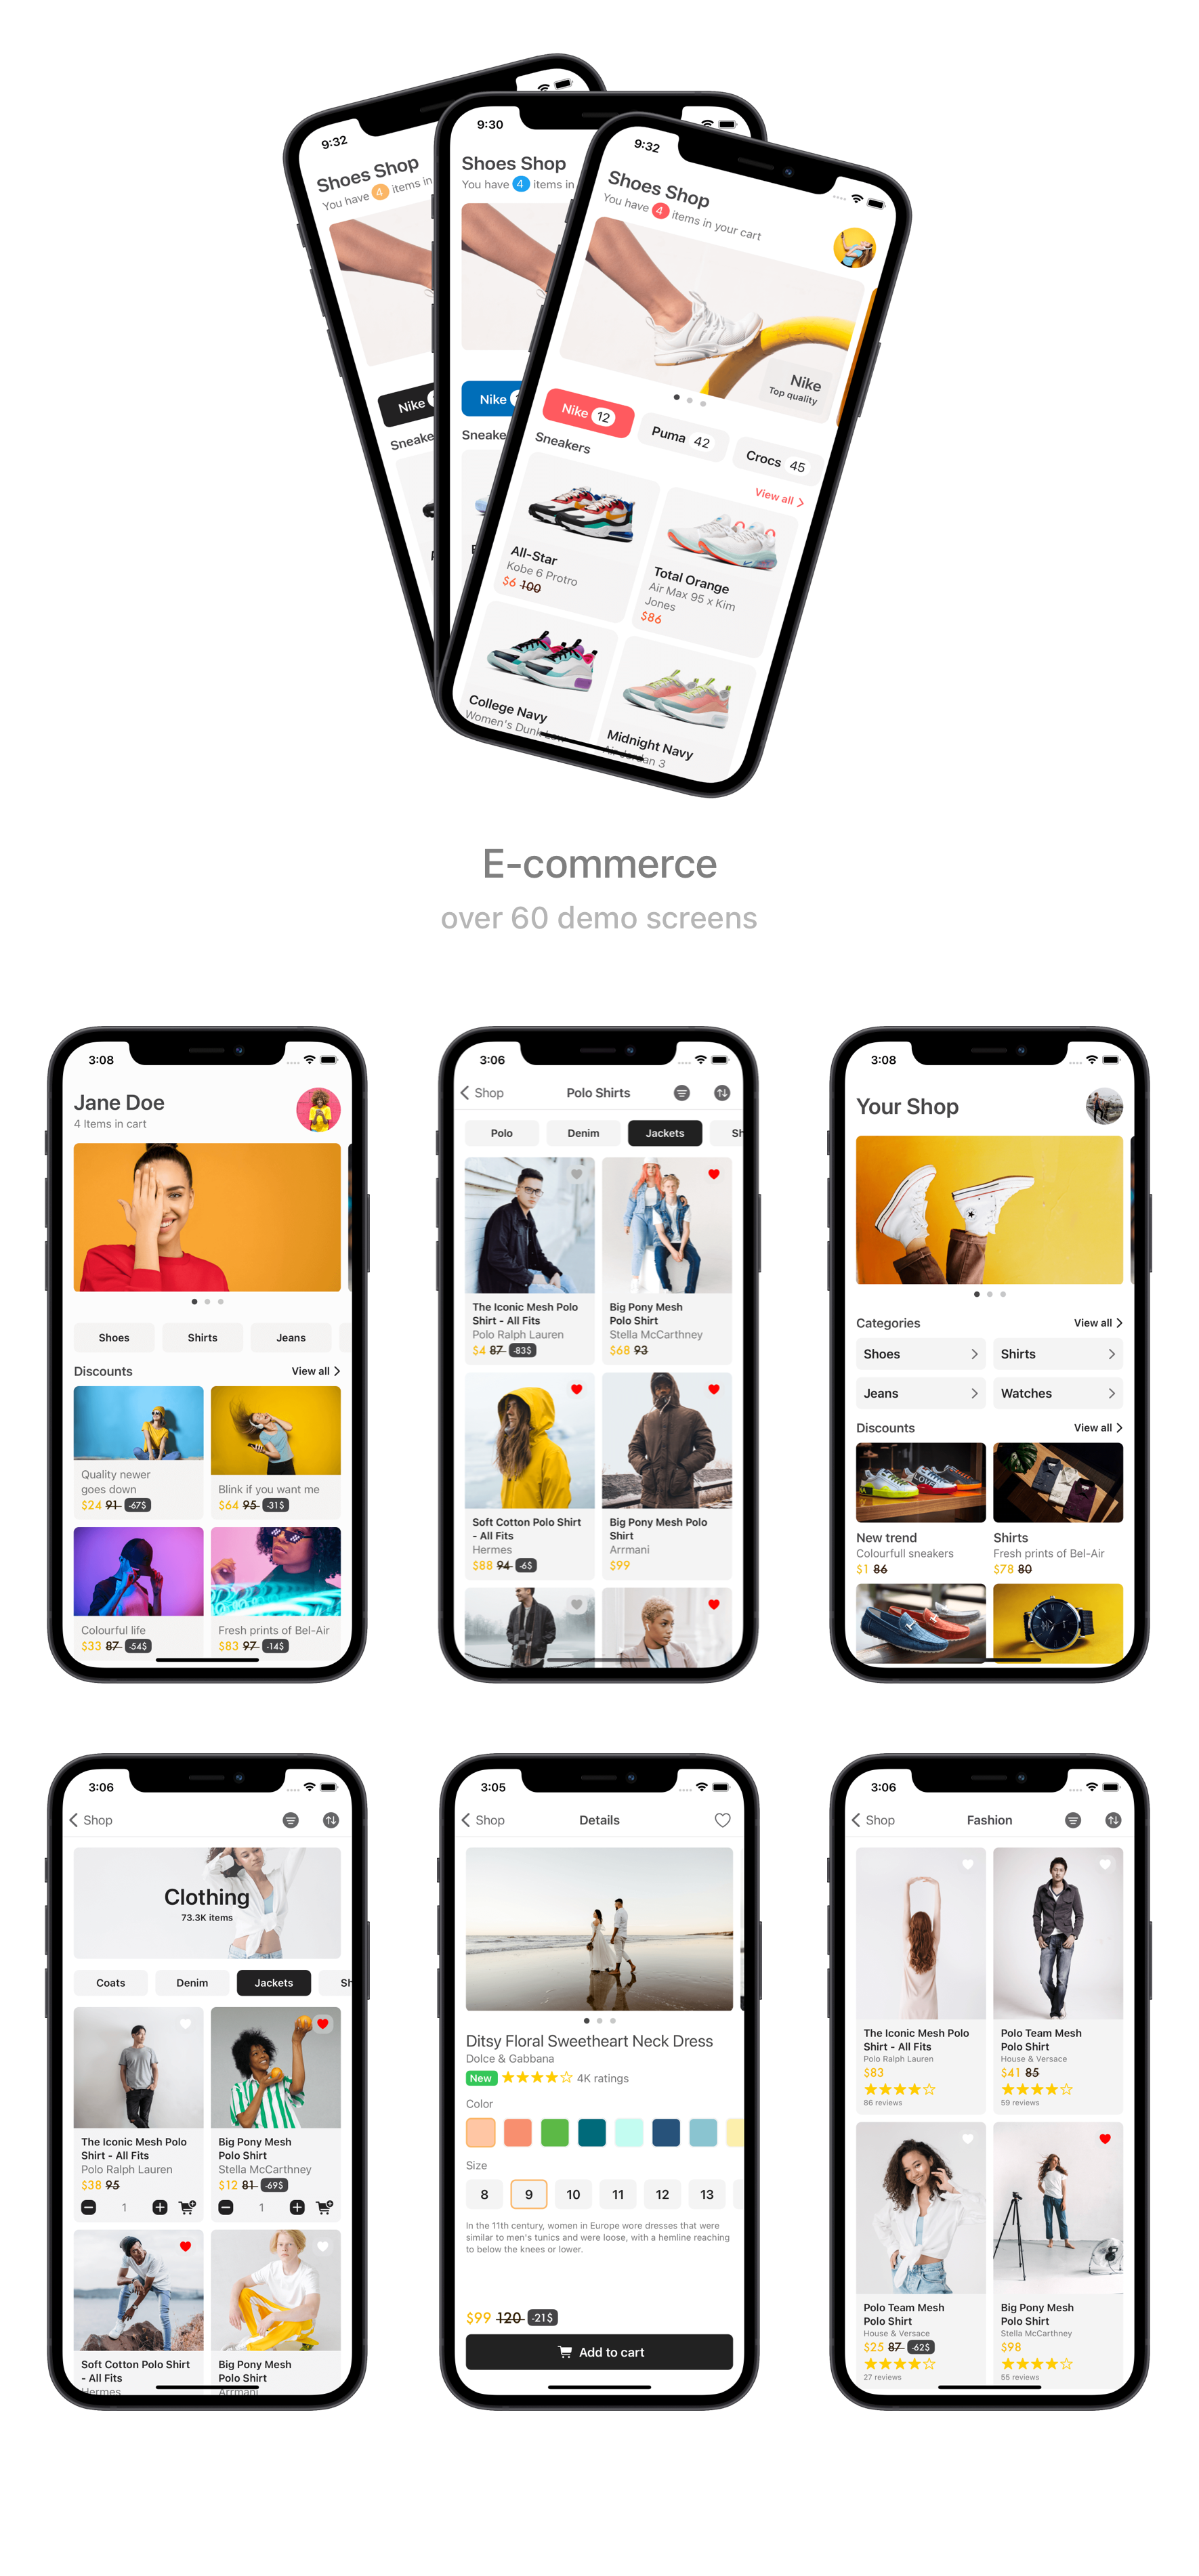 9:32
Shoes Shop
You have 4 items in
Nike
Sneake
9:30
Shoes Shop
You have 4 items in
Nike
Sneake
9:32
Shoes Shop
You have 4 items in your cart
Nike
Top quality
Nike 12
Puma 42
Crocs 45
Sneakers
View all
All-Star
Kobe 6 Protro
$6 100
Total Orange
Air Max 95 x Kim
Jones
$86
College Navy
Women's Dunk Low
Midnight Navy
Air Jordan 3
E-commerce
over 60 demo screens
3:08
Jane Doe
4 Items in cart
Shoes
Shirts
Jeans
Discounts
View all
Quality newer
goes down
$24 91 -67$
Blink if you want me
$64 95 -31$
Colourful life
$33 87 -54$
Fresh prints of Bel-Air
$83 97 -14$
3:06
Shop
Polo Shirts
Polo
Denim
Jackets
Sh
The Iconic Mesh Polo
Shirt - All Fits
Polo Ralph Lauren
$4 87 -83$
Big Pony Mesh
Polo Shirt
Stella McCarthney
$68 93
Soft Cotton Polo Shirt
- All Fits
Hermes
$88 94 -6$
Big Pony Mesh Polo
Shirt
Arrmani
$99
3:08
Your Shop
Categories
View all
Shoes
Shirts
Jeans
Watches
Discounts
View all
New trend
Colourfull sneakers
$1 86
Shirts
Fresh prints of Bel-Air
$78 80
3:06
Shop
Clothing
73.3K items
Coats
Denim
Jackets
Sh
The Iconic Mesh Polo
Shirt - All Fits
Polo Ralph Lauren
$38 95
1
Big Pony Mesh
Polo Shirt
Stella McCarthney
$12 81 -69$
1
Soft Cotton Polo Shirt
- All Fits
Hermes
Big Pony Mesh
Polo Shirt
Arrmani
3:05
Shop
Details
Ditsy Floral Sweetheart Neck Dress
Dolce & Gabbana
New
4K ratings
Color
Size
8
9
10
11
12
13
In the 11th century, women in Europe wore dresses that were
similar to men's tunics and were loose, with a hemline reaching
to below the knees or lower.
$99 120 -21$
Add to cart
3:06
Shop
Fashion
The Iconic Mesh Polo
Shirt - All Fits
Polo Ralph Lauren
$83
86 reviews
Polo Team Mesh
Polo Shirt
House & Versace
$41 85
59 reviews
Polo Team Mesh
Polo Shirt
House & Versace
$25 87 -62$
27 reviews
Big Pony Mesh
Polo Shirt
Stella McCarthney
$98
55 reviews